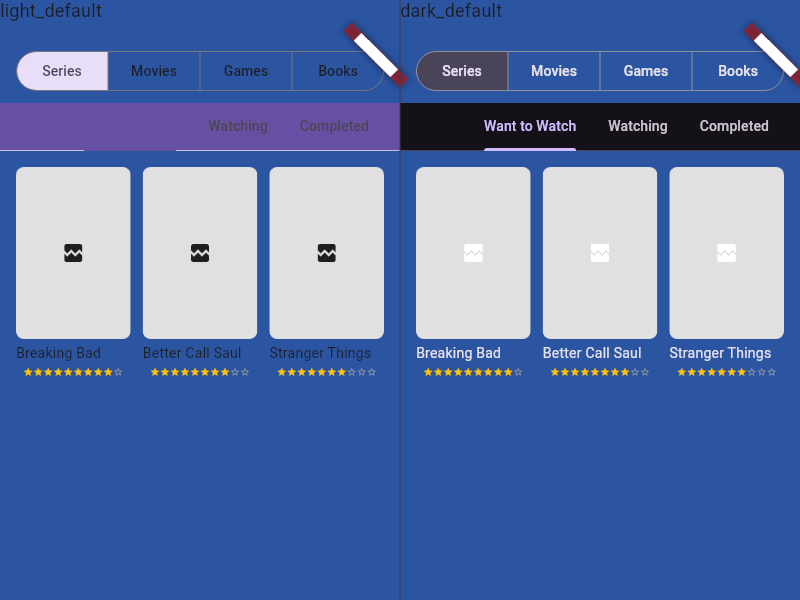 light_default
dark_default
Series Movies Games Books
Series Movies Games Books
Watching Completed
Want to Watch Watching Completed
Breaking Bad Better Call Saul Stranger Things
Breaking Bad Better Call Saul Stranger Things